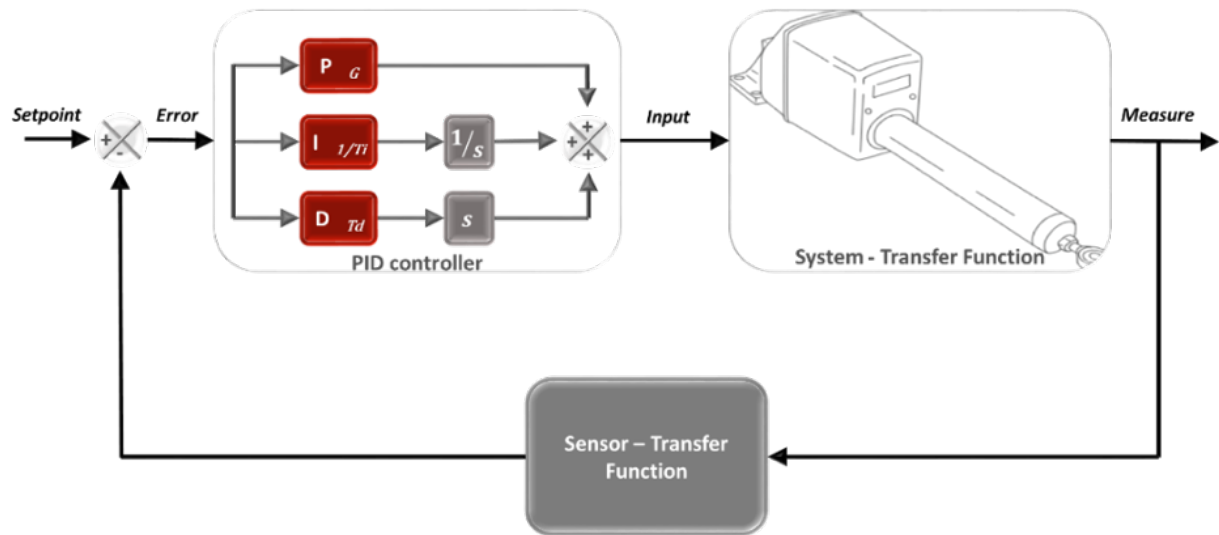 Setpoint
+
-
Error
P G
I 1/Ti
1/s
D Td
s
+
+
+
PID controller
Input
System - Transfer Function
Measure
Sensor – Transfer
Function